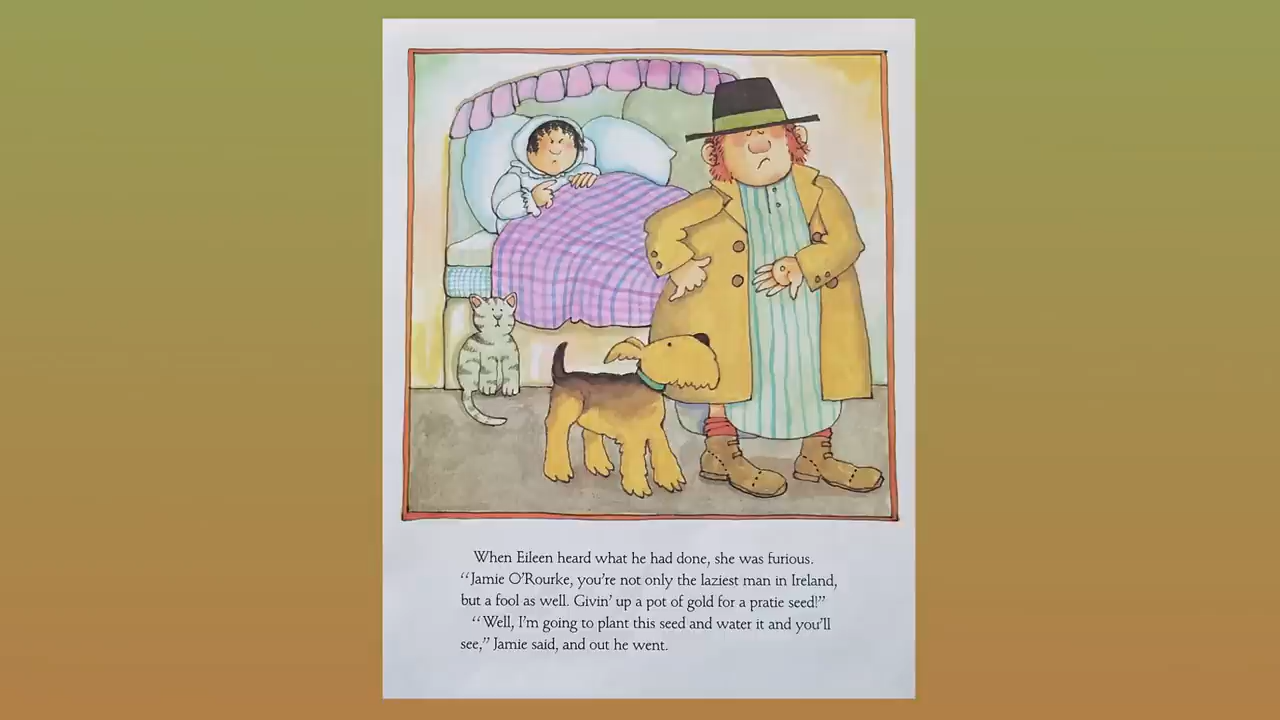 When Eileen heard what he had done, she was furious.
“Jamie O’Rourke, you’re not only the laziest man in Ireland,
but a fool as well. Givin’ up a pot of gold for a pratie seed!”
“Well, I’m going to plant this seed and water it and you’ll
see,” Jamie said, and out he went.